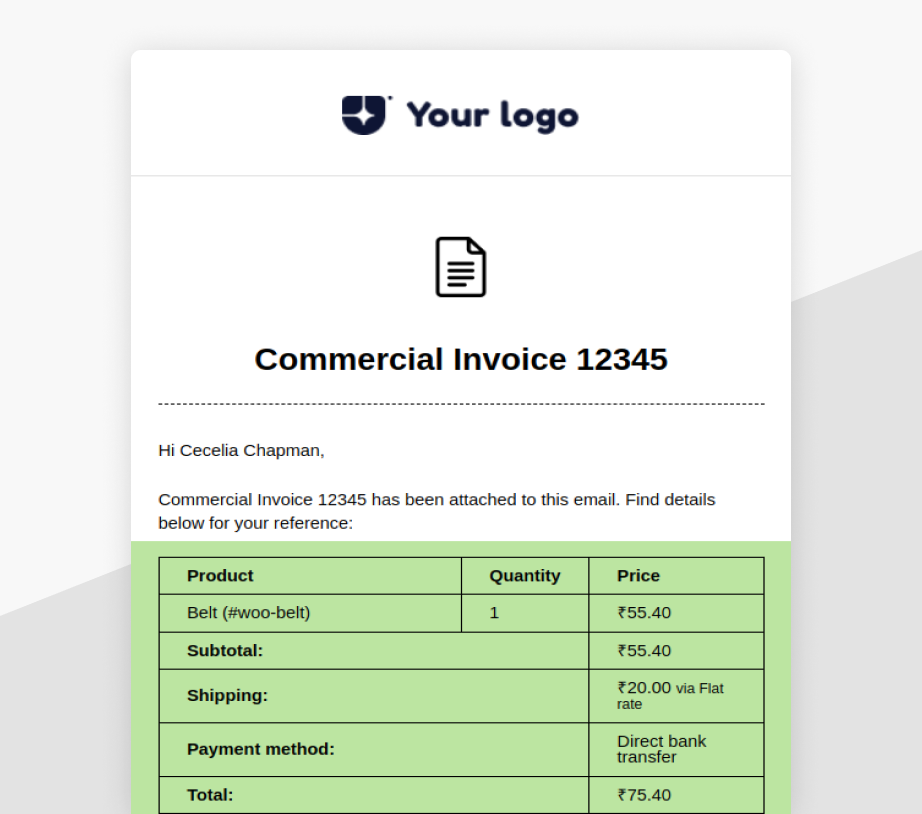 Your logo
Commercial Invoice 12345
Hi Cecelia Chapman,
Commercial Invoice 12345 has been attached to this email. Find details
below for your reference:
Product Quantity Price
Belt (#woo-belt) 1 ₹55.40
Subtotal: ₹55.40
Shipping: ₹20.00 via Flat
rate
Payment method: Direct bank
transfer
Total: ₹75.40